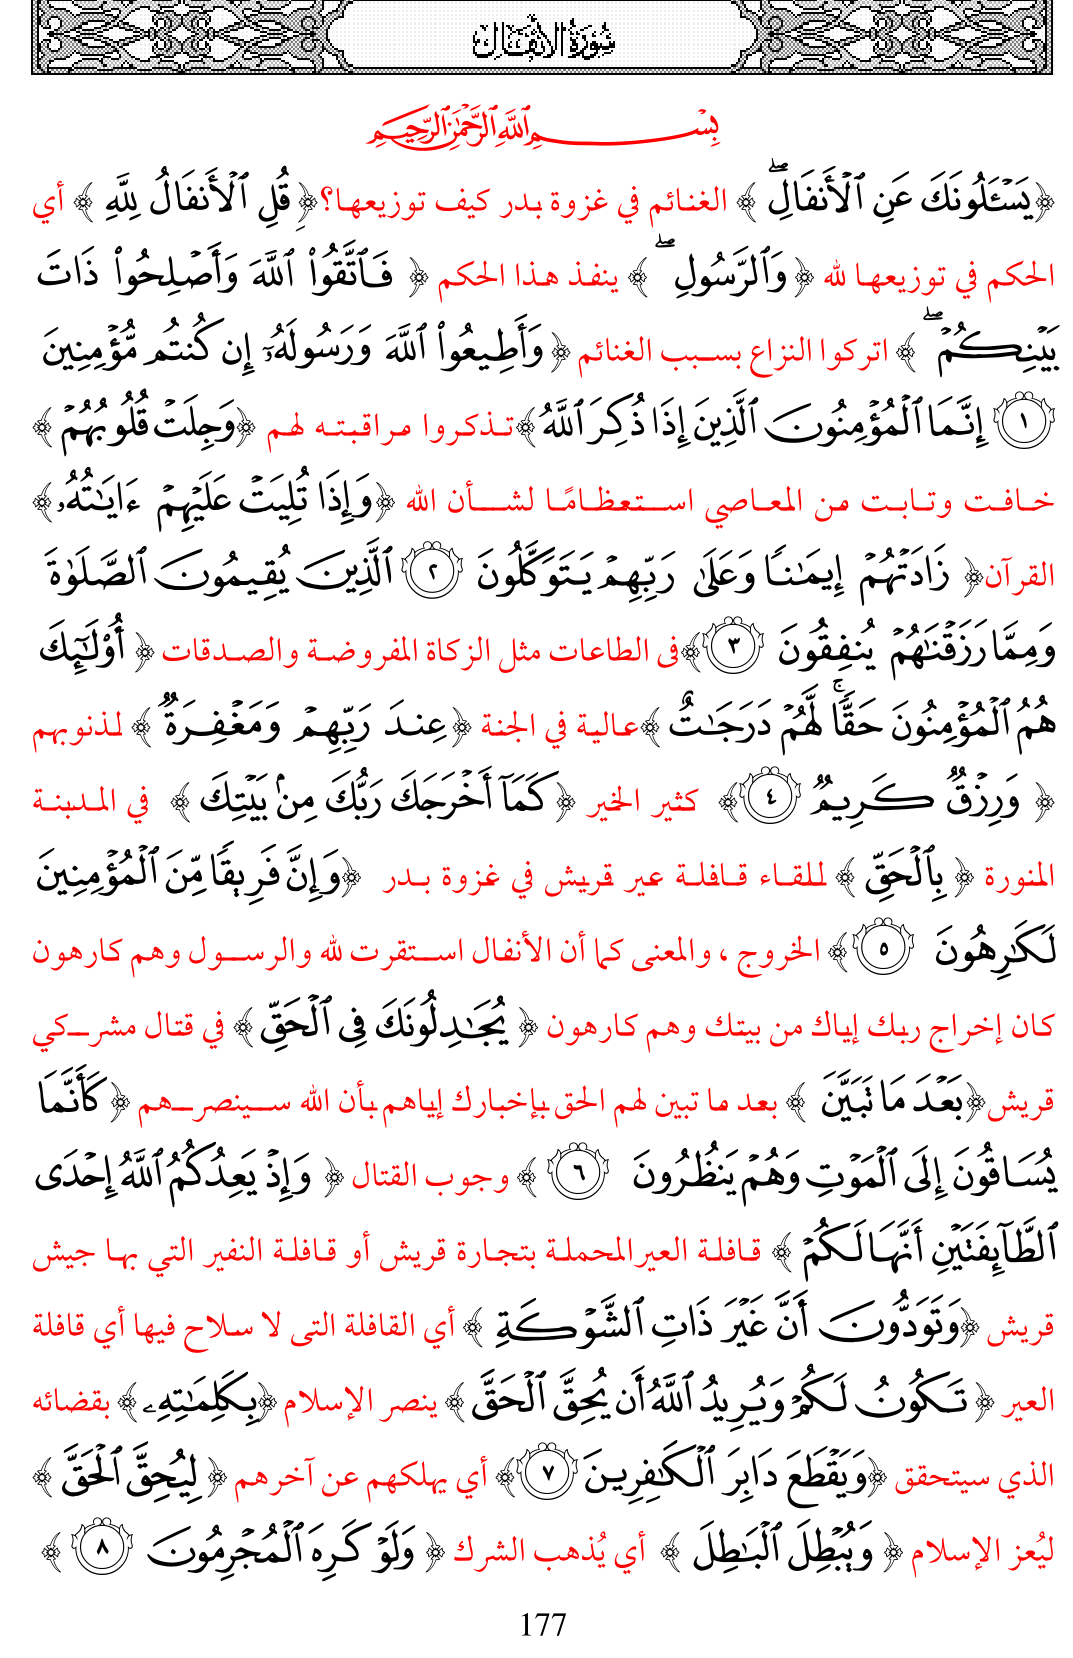 سُورَةُ الأَنْفَالِ
بِسْمِ ٱللَّهِ ٱلرَّحْمَٰنِ ٱلرَّحِيمِ
﴿يَسْـَٔلُونَكَ عَنِ ٱلْأَنفَالِۖ ﴾ الغنائم في غزوة بدر كيف توزيعها؟﴿ قُلِ ٱلْأَنفَالُ لِلَّهِ ﴾ أي
الحكم في توزيعها لله ﴿ وَٱلرَّسُولِۖ ﴾ ينفذ هذا الحكم ﴿ فَٱتَّقُوا۟ ٱللَّهَ وَأَصْلِحُوا۟ ذَاتَ
بَيْنِكُمْۖ ﴾ اتركوا النزاع بسبب الغنائم ﴿ وَأَطِيعُوا۟ ٱللَّهَ وَرَسُولَهُۥٓ إِن كُنتُم مُّؤْمِنِينَ
١ إِنَّمَا ٱلْمُؤْمِنُونَ ٱلَّذِينَ إِذَا ذُكِرَ ٱللَّهُ﴾تذكروا مراقبته لهم ﴿وَجِلَتْ قُلُوبُهُمْ ﴾
خافت وتابت من المعاصي استعظامًا لشأن الله ﴿وَإِذَا تُلِيَتْ عَلَيْهِمْ ءَايَٰتُهُۥ﴾
القرآن﴿ زَادَتْهُمْ إِيمَٰنًا وَعَلَىٰ رَبِّهِمْ يَتَوَكَّلُونَ ٢ ٱلَّذِينَ يُقِيمُونَ ٱلصَّلَوٰةَ
وَمِمَّا رَزَقْنَٰهُمْ يُنفِقُونَ ٣﴾فى الطاعات مثل الزكاة المفروضة والصدقات ﴿ أُو۟لَٰٓئِكَ
هُمُ ٱلْمُؤْمِنُونَ حَقًّاۚ لَّهُمْ دَرَجَٰتٌ ﴾عالية في الجنة ﴿عِندَ رَبِّهِمْ وَمَغْفِرَةٌ ﴾ لذنوبهم
﴿ وَرِزْقٌ كَرِيمٌ ٤﴾ كثير الخير ﴿كَمَآ أَخْرَجَكَ رَبُّكَ مِنۢ بَيْتِكَ ﴾ في المدينة
المنورة ﴿ بِٱلْحَقِّ ﴾ للقاء قافلة عير قريش في غزوة بدر ﴿وَإِنَّ فَرِيقًا مِّنَ ٱلْمُؤْمِنِينَ
لَكَٰرِهُونَ ٥﴾ الخروج ، والمعنى كما أن الأنفال استقرت لله والرسول وهم كارهون
كان إخراج ربك إياك من بيتك وهم كارهون ﴿ يُجَٰدِلُونَكَ فِى ٱلْحَقِّ ﴾ في قتال مشركي
قريش﴿بَعْدَ مَا تَبَيَّنَ ﴾ بعد ما تبين لهم الحق بإخبارك إياهم بأن الله سينصرهم ﴿كَأَنَّمَا
يُسَاقُونَ إِلَى ٱلْمَوْتِ وَهُمْ يَنظُرُونَ ٦ ﴾ وجوب القتال ﴿ وَإِذْ يَعِدُكُمُ ٱللَّهُ إِحْدَى
ٱلطَّآئِفَتَيْنِ أَنَّهَا لَكُمْ ﴾ قافلة العيرالمحملة بتجارة قريش أو قافلة النفير التي بها جيش
قريش ﴿وَتَوَدُّونَ أَنَّ غَيْرَ ذَاتِ ٱلشَّوْكَةِ ﴾ أي القافلة التى لا سلاح فيها أي قافلة
العير ﴿ تَكُونُ لَكُمْ وَيُرِيدُ ٱللَّهُ أَن يُحِقَّ ٱلْحَقَّ ﴾ ينصر الإسلام ﴿بِكَلِمَٰتِهِۦ﴾ بقضائه
الذي سيتحقق ﴿وَيَقْطَعَ دَابِرَ ٱلْكَٰفِرِينَ ٧﴾ أي يهلكهم عن آخرهم ﴿ لِيُحِقَّ ٱلْحَقَّ ﴾
ليُعز الإسلام ﴿ وَيُبْطِلَ ٱلْبَٰطِلَ ﴾ أي يُذهب الشرك ﴿ وَلَوْ كَرِهَ ٱلْمُجْرِمُونَ ٨ ﴾
177